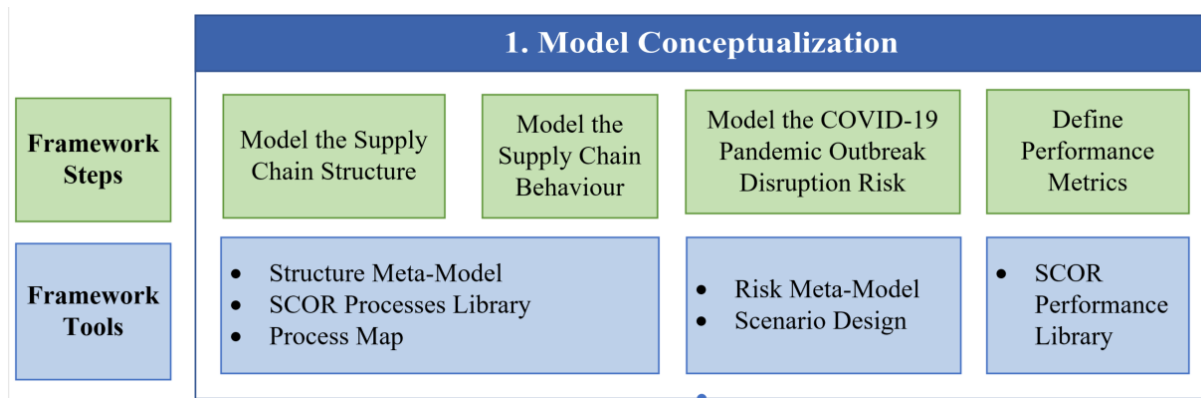 1. Model Conceptualization
Framework
Steps
Model the Supply
Chain Structure
Model the
Supply Chain
Behaviour
Model the COVID-19
Pandemic Outbreak
Disruption Risk
Define
Performance
Metrics
Framework
Tools
• Structure Meta-Model
• SCOR Processes Library
• Process Map
• Risk Meta-Model
• Scenario Design
• SCOR
Performance
Library